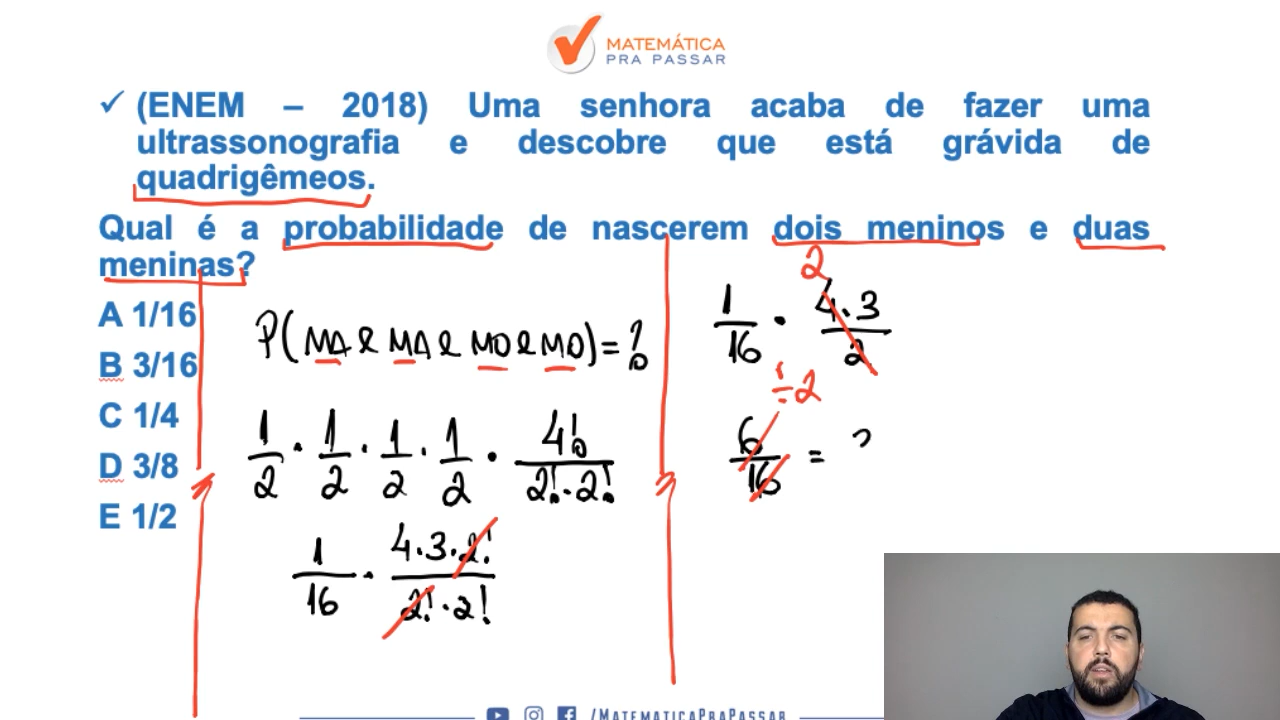 MATEMÁTICA
PRA PASSAR
✓ (ENEM – 2018) Uma senhora acaba de fazer uma
ultrassonografia e descobre que está grávida de
quadrigêmeos.
Qual é a probabilidade de nascerem dois meninos e duas
meninas?
A 1/16
B 3/16
C 1/4
D 3/8
E 1/2
P(MA e MA e MO e MO) = ?
1/2 · 1/2 · 1/2 · 1/2 · 4!/2!·2!
1/16 · 4·3·2!/2!·2!
2
1/16 · 4·3/2
÷2
6/16 =
/MATEMATICAPRAPASSAR